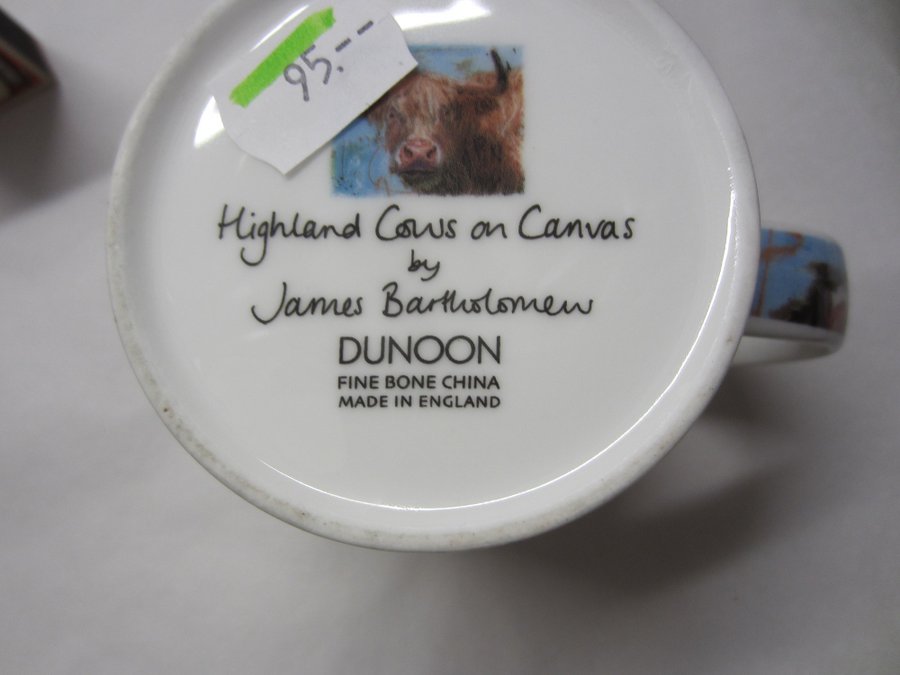 95.--
Highland Cows on Canvas
by
James Bartholomew
DUNOON
FINE BONE CHINA
MADE IN ENGLAND